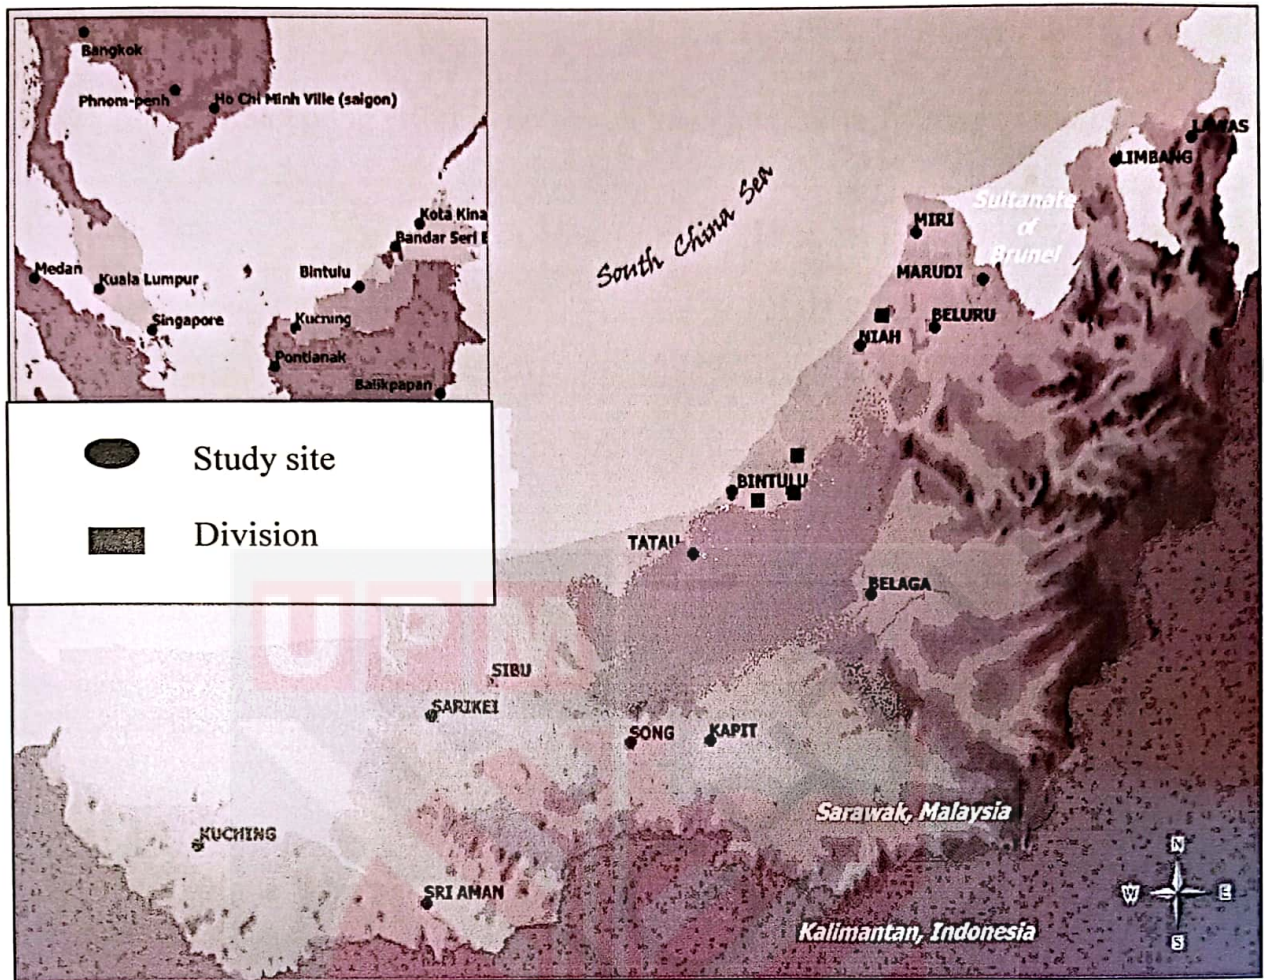 Bangkok
Phnom-penh
Ho Chi Minh Ville (saigon)
Kota Kina
Bandar Seri B
Bintulu
Medan
Kuala Lumpur
Singapore
Kucning
Pontianak
Balikpapan
Study site
Division
South China Sea
LAWAS
LIMBANG
Sultanate
of
Brunei
MIRI
MARUDI
BELURU
NIAH
BINTULU
TATAU
BELAGA
UPM
SIBU
SARIKEI
SONG
KAPIT
Sarawak, Malaysia
KUCHING
SRI AMAN
Kalimantan, Indonesia
N
W
E
S